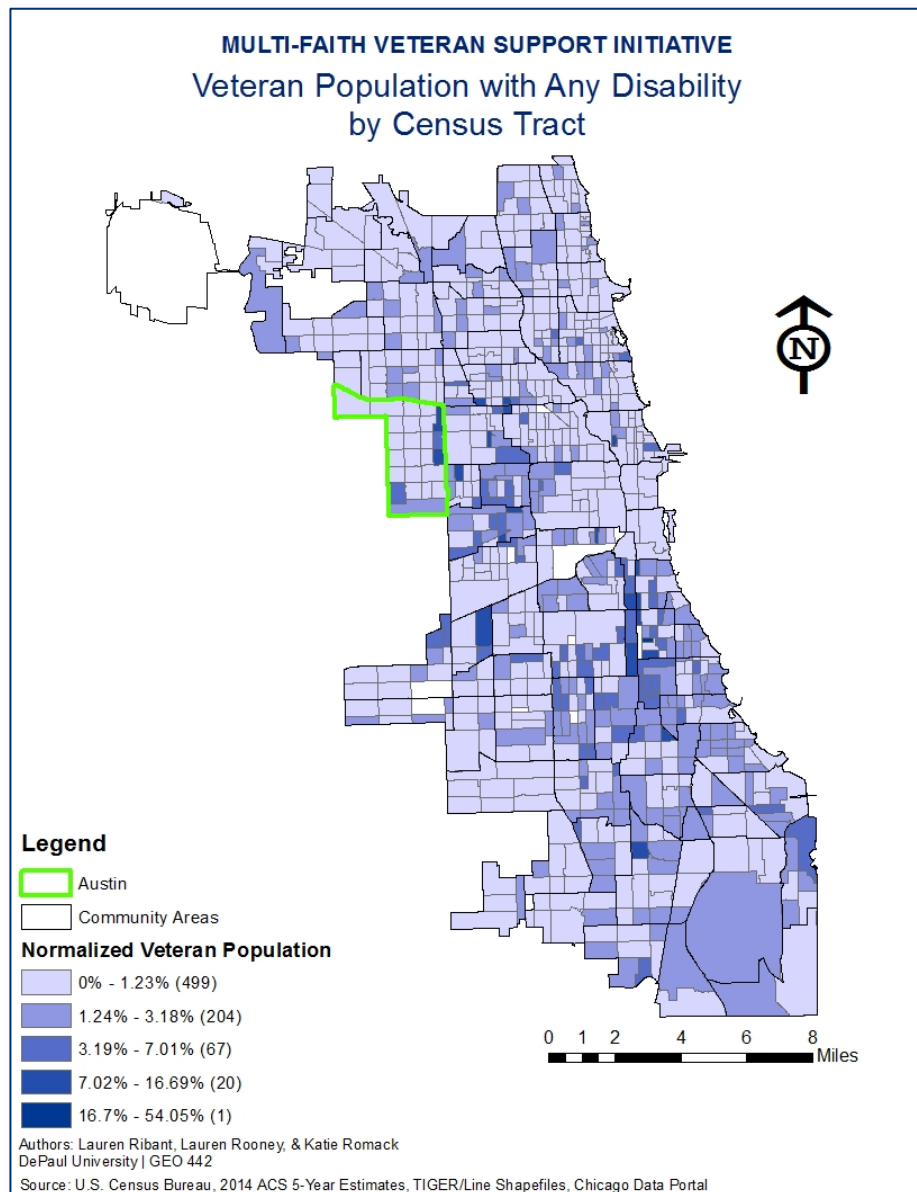 MULTI-FAITH VETERAN SUPPORT INITIATIVE
Veteran Population with Any Disability
by Census Tract
N
Legend
Austin
Community Areas
Normalized Veteran Population
0% - 1.23% (499)
1.24% - 3.18% (204)
3.19% - 7.01% (67)
7.02% - 16.69% (20)
16.7% - 54.05% (1)
0 1 2 4 6 8
Miles
Authors: Lauren Ribant, Lauren Rooney, & Katie Romack
DePaul University | GEO 442
Source: U.S. Census Bureau, 2014 ACS 5-Year Estimates, TIGER/Line Shapefiles, Chicago Data Portal